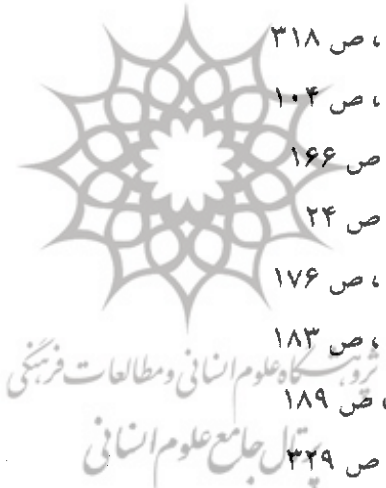 ، ص ۳۱۸
، ص ۱۰۴
ص ۱۶۶
ص ۲۴
، ص ۱۷۶
، ص ۱۸۳
پژوهشگاه علوم انسانی و مطالعات فرهنگی
، ص ۱۸۹
پرتال جامع علوم انسانی
ص ۳۲۹